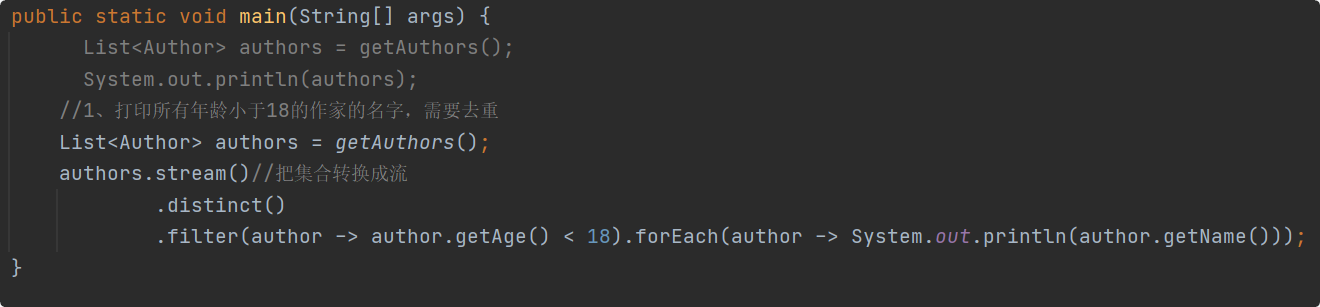 public static void main(String[] args) {
List<Author> authors = getAuthors();
System.out.println(authors);
//1、打印所有年龄小于18的作家的名字，需要去重
List<Author> authors = getAuthors();
authors.stream()//把集合转换成流
.distinct()
.filter(author -> author.getAge() < 18).forEach(author -> System.out.println(author.getName()));
}